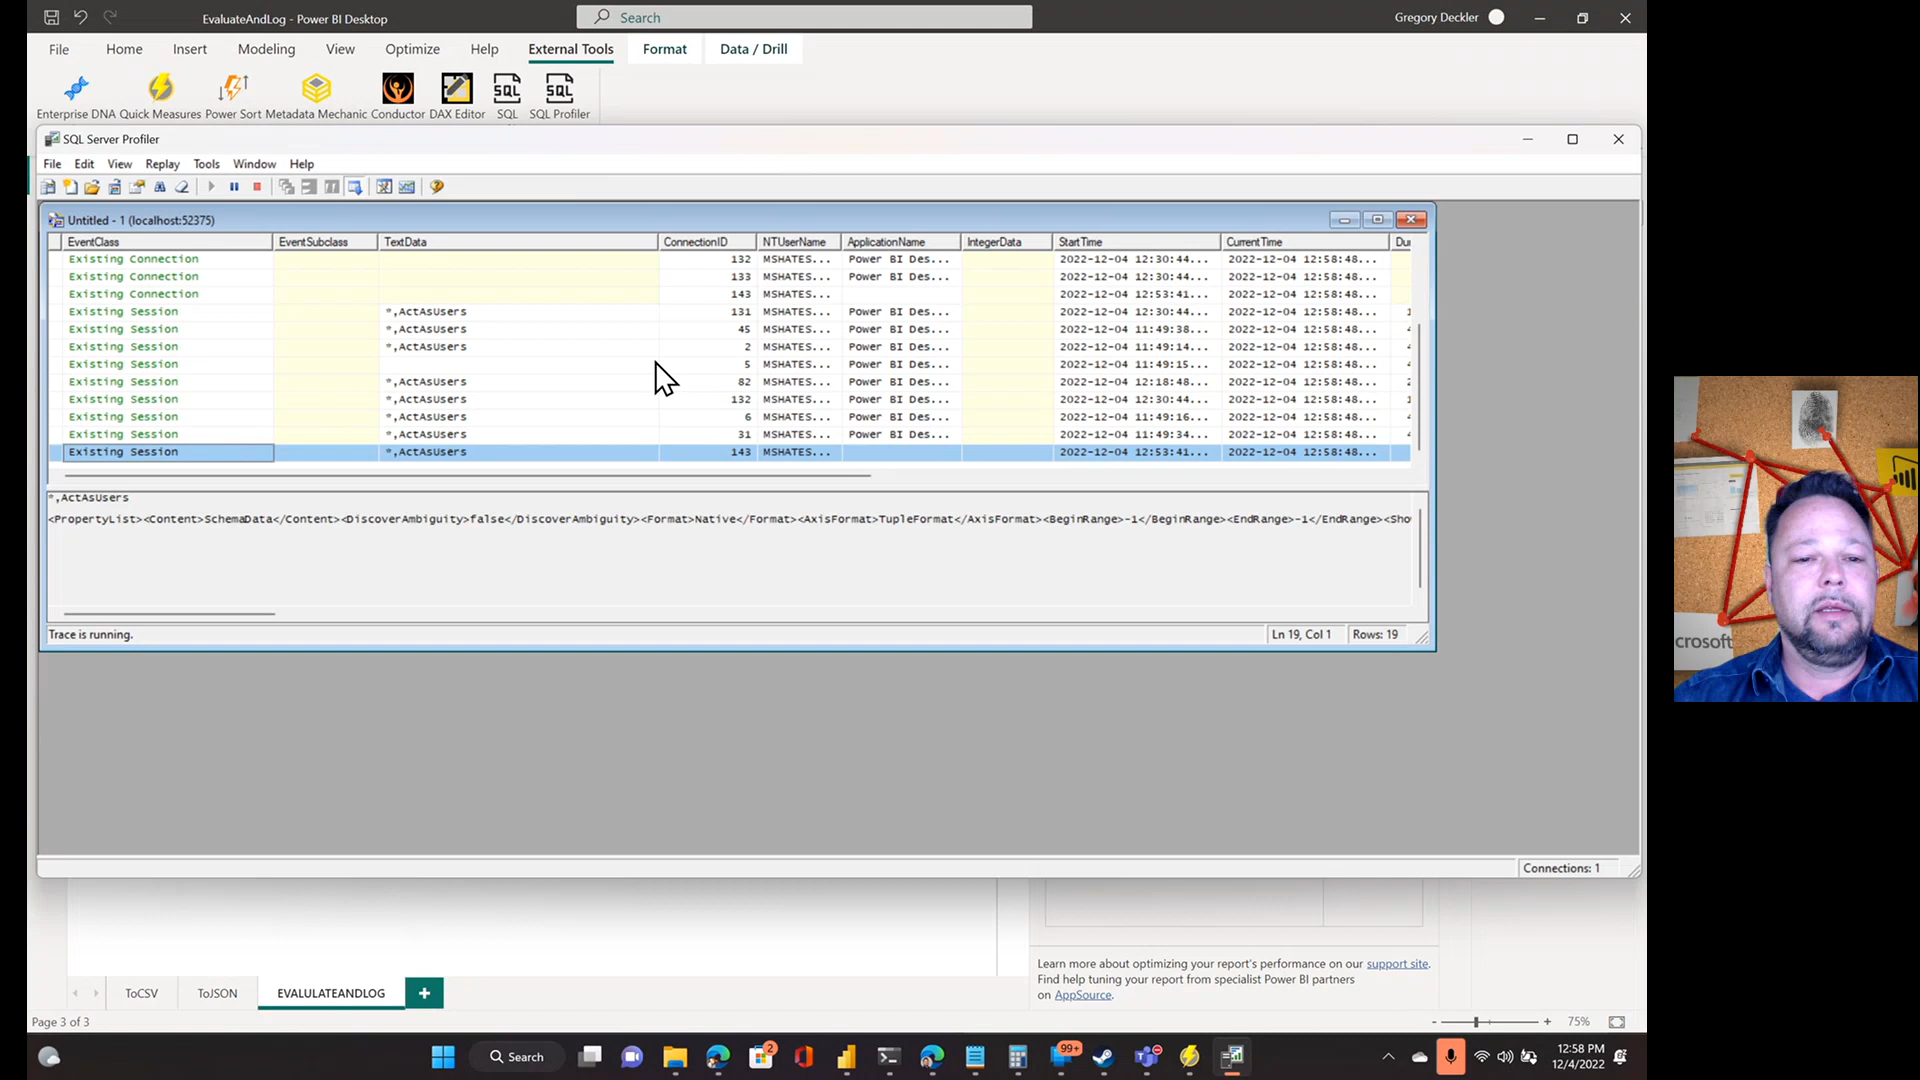 EvaluateAndLog - Power BI Desktop
Search
Gregory Deckler
File Home Insert Modeling View Optimize Help External Tools Format Data / Drill
Enterprise DNA Quick Measures Power Sort Metadata Mechanic Conductor DAX Editor SQL SQL Profiler
SQL Server Profiler
File Edit View Replay Tools Window Help
Untitled - 1 (localhost:52375)
EventClass EventSubclass TextData ConnectionID NTUserName ApplicationName IntegerData StartTime CurrentTime Du
Existing Connection 132 MSHATES... Power BI Des... 2022-12-04 12:30:44... 2022-12-04 12:58:48...
Existing Connection 133 MSHATES... Power BI Des... 2022-12-04 12:30:44... 2022-12-04 12:58:48...
Existing Connection 143 MSHATES... 2022-12-04 12:53:41... 2022-12-04 12:58:48...
Existing Session *,ActAsUsers 131 MSHATES... Power BI Des... 2022-12-04 12:30:44... 2022-12-04 12:58:48...
Existing Session *,ActAsUsers 45 MSHATES... Power BI Des... 2022-12-04 11:49:38... 2022-12-04 12:58:48...
Existing Session *,ActAsUsers 2 MSHATES... Power BI Des... 2022-12-04 11:49:14... 2022-12-04 12:58:48...
Existing Session 5 MSHATES... Power BI Des... 2022-12-04 11:49:15... 2022-12-04 12:58:48...
Existing Session *,ActAsUsers 82 MSHATES... Power BI Des... 2022-12-04 12:18:48... 2022-12-04 12:58:48...
Existing Session *,ActAsUsers 132 MSHATES... Power BI Des... 2022-12-04 12:30:44... 2022-12-04 12:58:48...
Existing Session *,ActAsUsers 6 MSHATES... Power BI Des... 2022-12-04 11:49:16... 2022-12-04 12:58:48...
Existing Session *,ActAsUsers 31 MSHATES... Power BI Des... 2022-12-04 11:49:34... 2022-12-04 12:58:48...
Existing Session *,ActAsUsers 143 MSHATES... 2022-12-04 12:53:41... 2022-12-04 12:58:48...
*,ActAsUsers
<PropertyList><Content>SchemaData</Content><DiscoverAmbiguity>false</DiscoverAmbiguity><Format>Native</Format><AxisFormat>TupleFormat</AxisFormat><BeginRange>-1</BeginRange><EndRange>-1</EndRange><Sho
Trace is running. Ln 19, Col 1 Rows: 19
crosoft
Connections: 1
Learn more about optimizing your report's performance on our support site.
Find help tuning your report from specialist Power BI partners
on AppSource.
ToCSV ToJSON EVALULATEANDLOG +
Page 3 of 3 - + 75%
Search 2 99+ 12:58 PM
12/4/2022